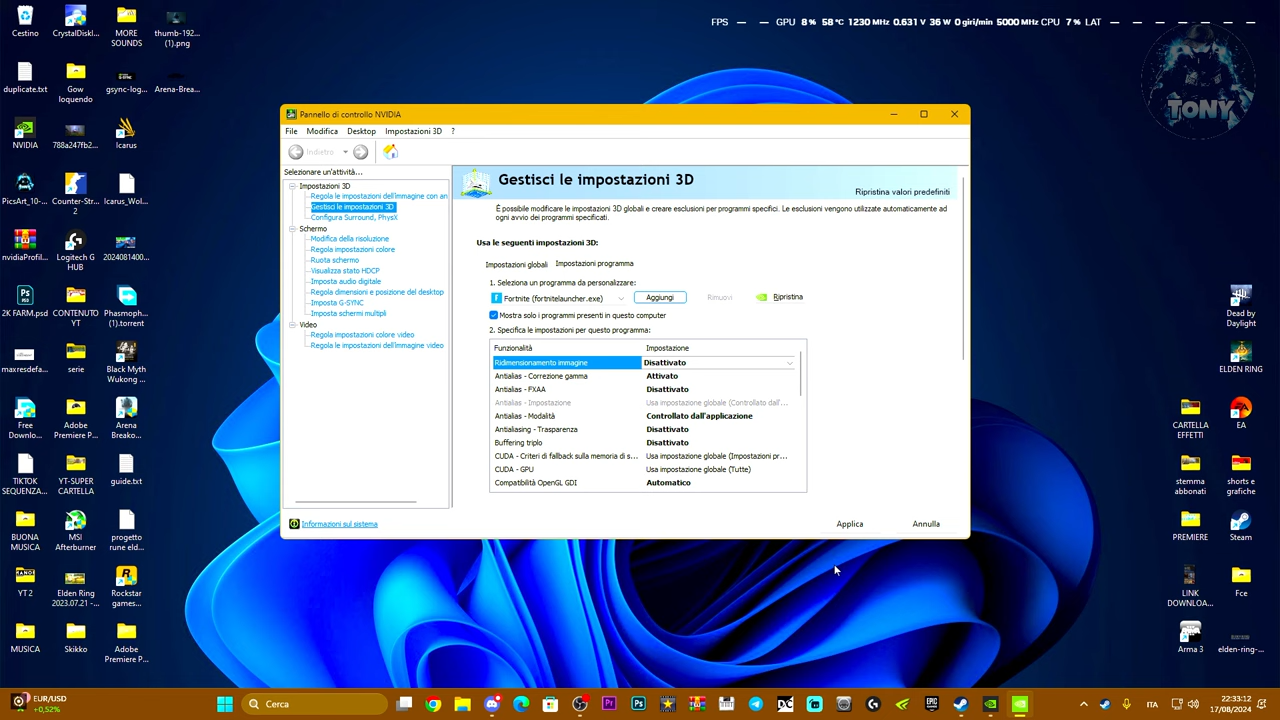 FPS — — GPU 8 % 58 °C 1230 MHz 0.631 V 36 W 0 giri/min 5000 MHz CPU 7 % LAT — — — — —
Cestino
CrystalDiskI...
MORE SOUNDS
thumb-192... (1).png
duplicate.txt
Gow loquendo
gsync-log...
Arena-Brea...
NVIDIA
788a247fb2...
Icarus
PicsArt_10-...
Counter-Str... 2
Icarus_Wol...
nvidiaProfil...
Logitech G HUB
2024081400...
2K FARM.psd
CONTENUTO YT
Phasmoph... (1).torrent
maxresdefa...
serie
Black Myth Wukong ...
Free Downlo...
Adobe Premiere P...
Arena Breako...
TIKTOK SEQUENZA...
YT-SUPER CARTELLA
guide.txt
BUONA MUSICA
MSI Afterburner
progetto rune eld...
YT 2
Elden Ring 2023.07.21 -...
Rockstar games...
MUSICA
Skikko
Adobe Premiere P...
TONY
Dead by Daylight
ELDEN RING
CARTELLA EFFETTI
EA
stemma abbonati
shorts e grafiche
PREMIERE
Steam
LINK DOWNLOA...
Fce
Arma 3
elden-ring-...
Pannello di controllo NVIDIA
File Modifica Desktop Impostazioni 3D ?
Indietro
Selezionare un'attività...
Impostazioni 3D
Regola le impostazioni dell'immagine con an
Gestisci le impostazioni 3D
Configura Surround, PhysX
Schermo
Modifica della risoluzione
Regola impostazioni colore
Ruota schermo
Visualizza stato HDCP
Imposta audio digitale
Regola dimensioni e posizione del desktop
Imposta G-SYNC
Imposta schermi multipli
Video
Regola impostazioni colore video
Regola le impostazioni dell'immagine video
Informazioni sul sistema
Gestisci le impostazioni 3D
Ripristina valori predefiniti
È possibile modificare le impostazioni 3D globali e creare esclusioni per programmi specifici. Le esclusioni vengono utilizzate automaticamente ad
ogni avvio dei programmi specificati.
Usa le seguenti impostazioni 3D:
Impostazioni globali Impostazioni programma
1. Seleziona un programma da personalizzare:
Fortnite (fortnitelauncher.exe) Aggiungi Rimuovi Ripristina
Mostra solo i programmi presenti in questo computer
2. Specifica le impostazioni per questo programma:
Funzionalità Impostazione
Ridimensionamento immagine Disattivato
Antialias - Correzione gamma Attivato
Antialias - FXAA Disattivato
Antialias - Impostazione Usa impostazione globale (Controllato dall'...
Antialias - Modalità Controllato dall'applicazione
Antialiasing - Trasparenza Disattivato
Buffering triplo Disattivato
CUDA - Criteri di fallback sulla memoria di s... Usa impostazione globale (Impostazioni pr...
CUDA - GPU Usa impostazione globale (Tutte)
Compatibilità OpenGL GDI Automatico
Applica Annulla
EUR/USD
+0,52%
Cerca
ITA
22:33:12
17/08/2024